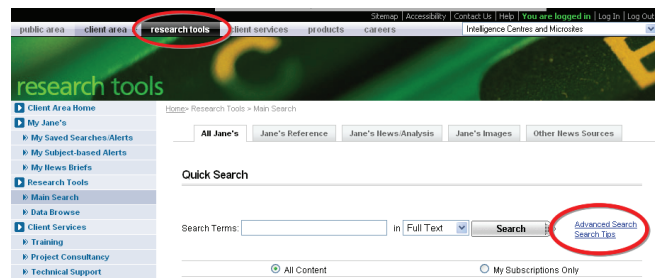 Sitemap | Accessibility | Contact Us | Help | You are logged in | Log In | Log Out
public area client area research tools client services products careers Intelligence Centres and Microsites
research tools
Client Area Home
Home> Research Tools > Main Search
My Jane's
My Saved Searches/Alerts
All Jane's Jane's Reference Jane's News/Analysis Jane's Images Other News Sources
My Subject-based Alerts
My News Briefs
Research Tools
Quick Search
Main Search
Data Browse
Client Services
Search Terms: in Full Text Search Advanced Search
Search Tips
Training
Project Consultancy
Technical Support
All Content My Subscriptions Only